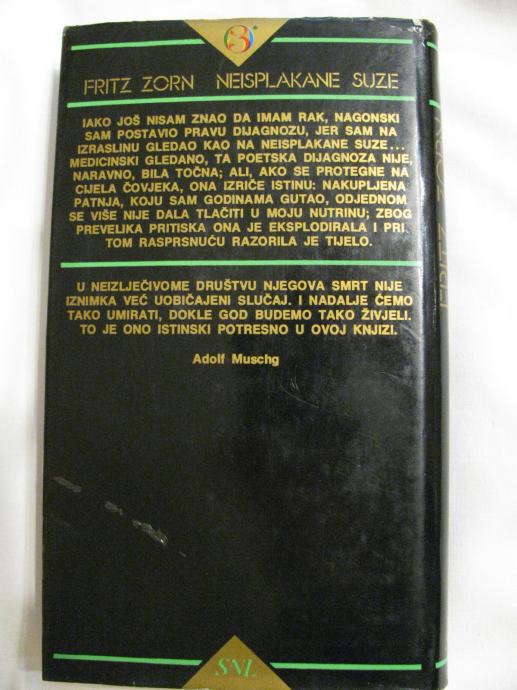 FRITZ ZORN NEISPLAKANE SUZE
IAKO JOŠ NISAM ZNAO DA IMAM RAK, NAGONSKI
SAM POSTAVIO PRAVU DIJAGNOZU, JER SAM NA
IZRASLINU GLEDAO KAO NA NEISPLAKANE SUZE...
MEDICINSKI GLEDANO, TA POETSKA DIJAGNOZA NIJE,
NARAVNO, BILA TOČNA; ALI, AKO SE PROTEGNE NA
CIJELA ČOVJEKA, ONA IZRIČE ISTINU: NAKUPLJENA
PATNJA, KOJU SAM GODINAMA GUTAO, ODJEDNOM
SE VIŠE NIJE DALA TLAČITI U MOJU NUTRINU; ZBOG
PREVELIKA PRITISKA ONA JE EKSPLODIRALA I PRI
TOM RASPRSNUĆU RAZORILA JE TIJELO.
U NEIZLJEČIVOME DRUŠTVU NJEGOVA SMRT NIJE
IZNIMKA VEĆ UOBIČAJENI SLUČAJ. I NADALJE ĆEMO
TAKO UMIRATI, DOKLE GOD BUDEMO TAKO ŽIVJELI.
TO JE ONO ISTINSKI POTRESNO U OVOJ KNJIZI.
Adolf Muschg
SNL
FRITZ ZORN